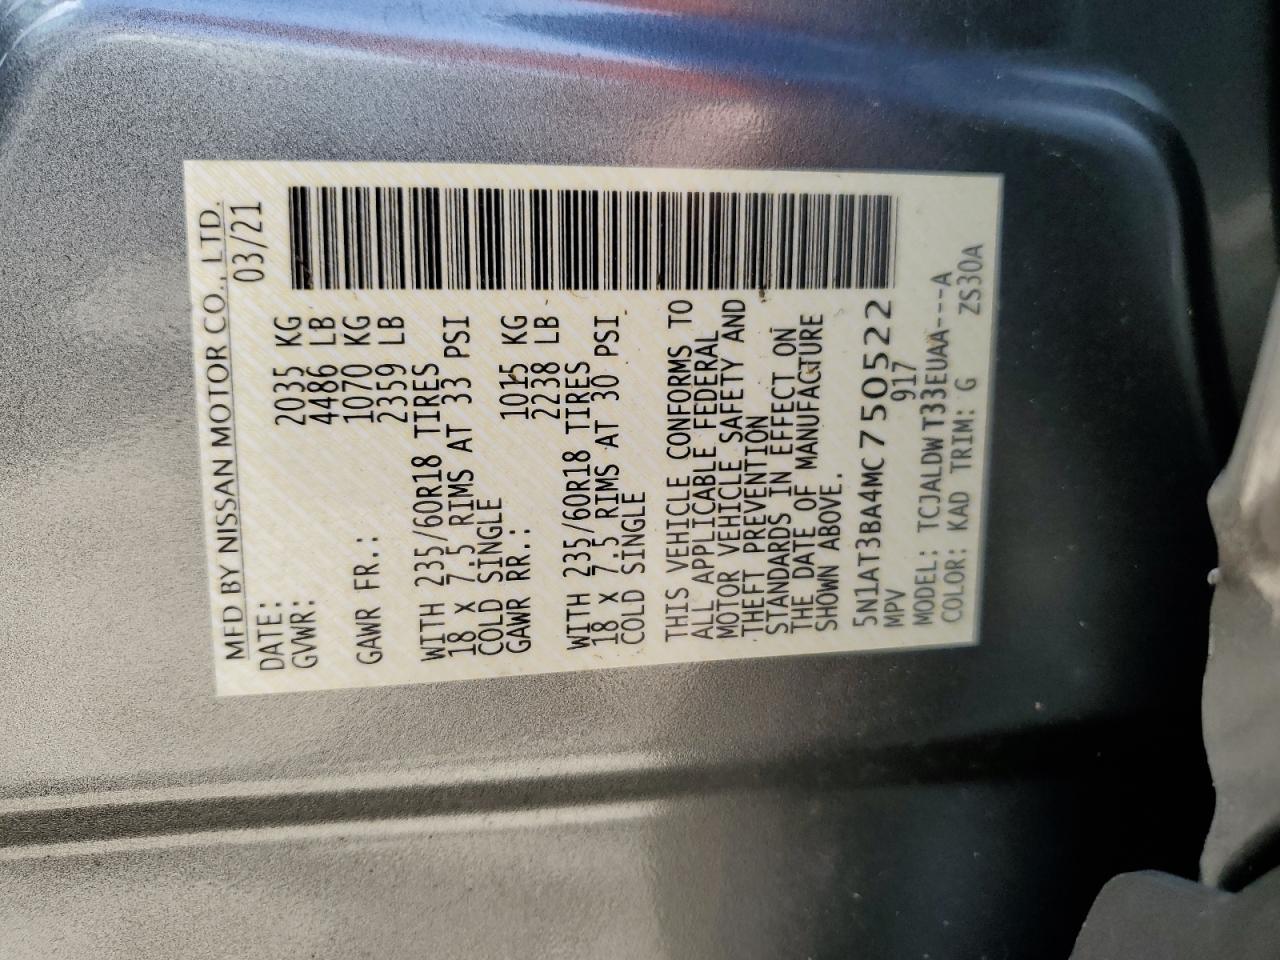 MFD BY NISSAN MOTOR CO., LTD.
DATE: 03/21
GVWR: 2035 KG
4486 LB
GAWR FR.: 1070 KG
2359 LB
WITH 235/60R18 TIRES
18 X 7.5 RIMS AT 33 PSI
COLD SINGLE
GAWR RR.: 1015 KG
2238 LB
WITH 235/60R18 TIRES
18 X 7.5 RIMS AT 30 PSI
COLD SINGLE
THIS VEHICLE CONFORMS TO
ALL APPLICABLE FEDERAL
MOTOR VEHICLE SAFETY AND
THEFT PREVENTION
STANDARDS IN EFFECT ON
THE DATE OF MANUFACTURE
SHOWN ABOVE.
5N1AT3BA4MC750522
MPV 917
MODEL: TCJALDWT33EUAA---A
COLOR: KAD TRIM: G ZS30A